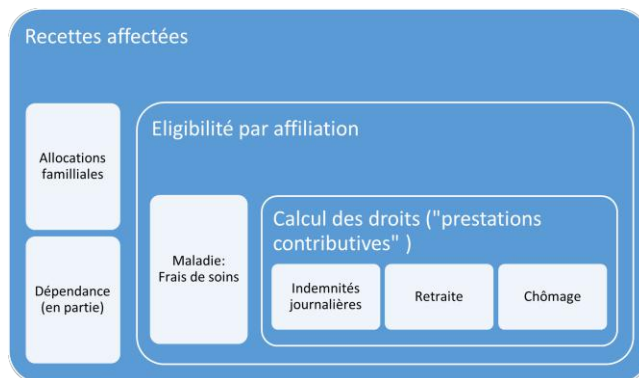 Recettes affectées
Eligibilité par affiliation
Allocations
familliales
Calcul des droits ("prestations
contributives" )
Maladie:
Frais de soins
Dépendance
(en partie)
Indemnités
journalières
Retraite
Chômage